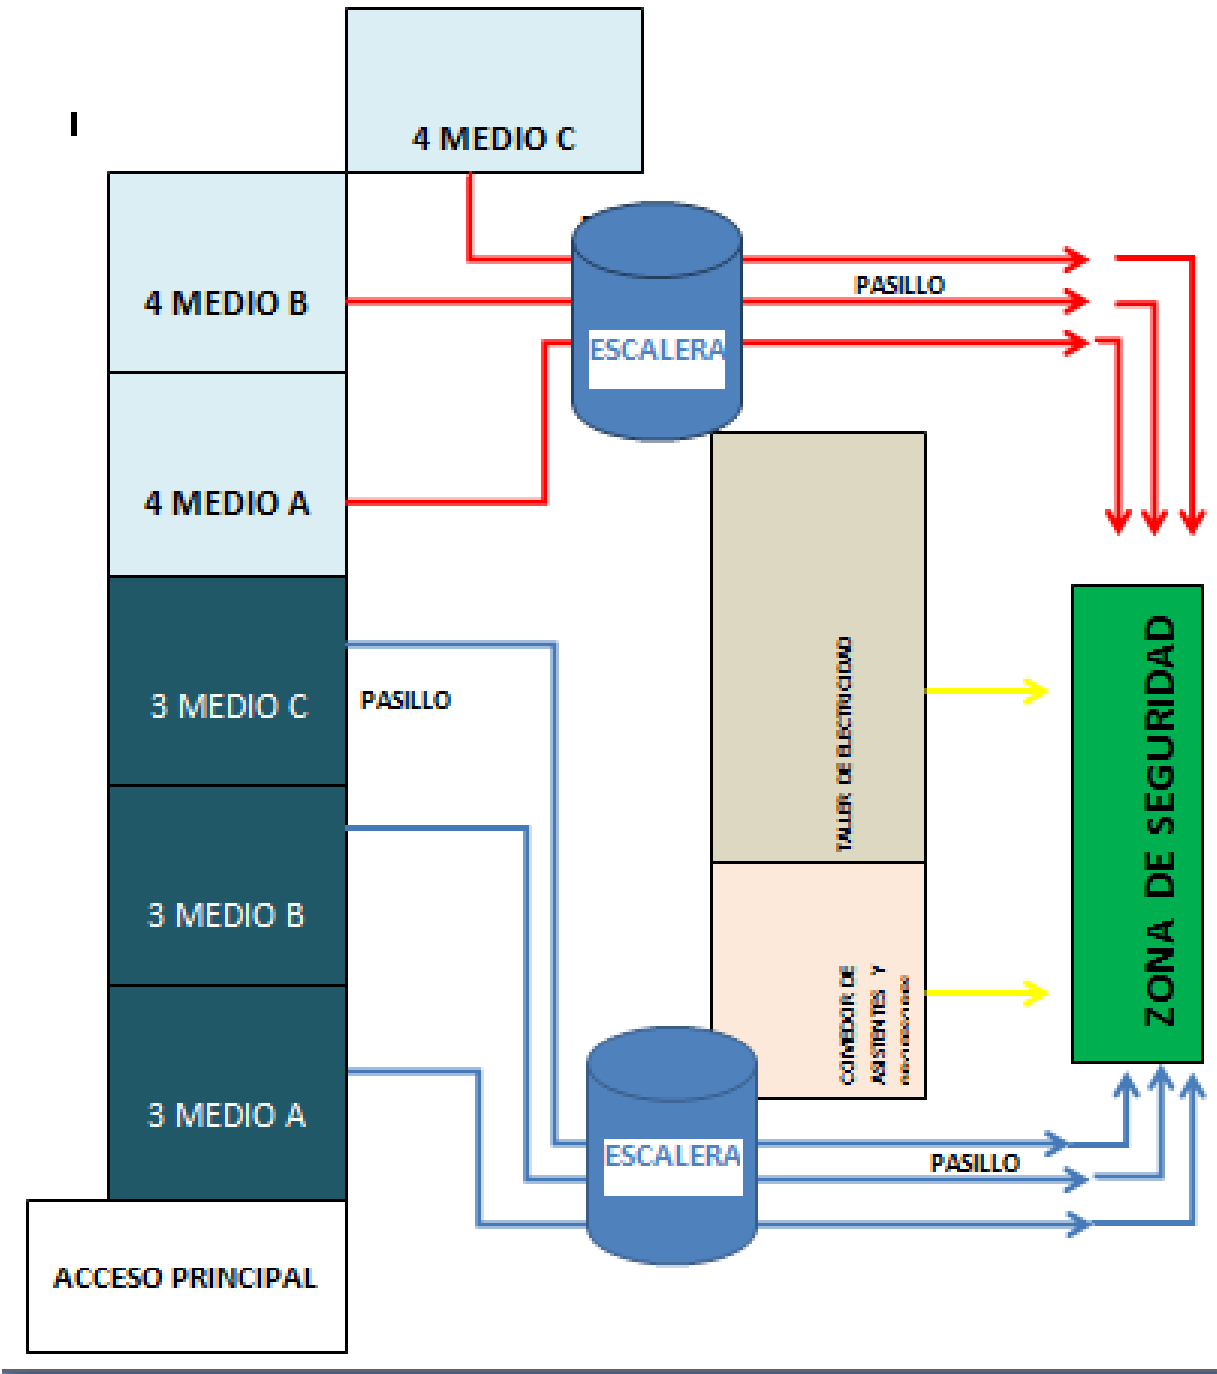 4 MEDIO C
4 MEDIO B
PASILLO
ESCALERA
4 MEDIO A
3 MEDIO C
PASILLO
TALLER DE ELECTRICIDAD
ZONA DE SEGURIDAD
3 MEDIO B
COMEDOR DE
ASISTENTES Y
3 MEDIO A
ESCALERA
PASILLO
ACCESO PRINCIPAL